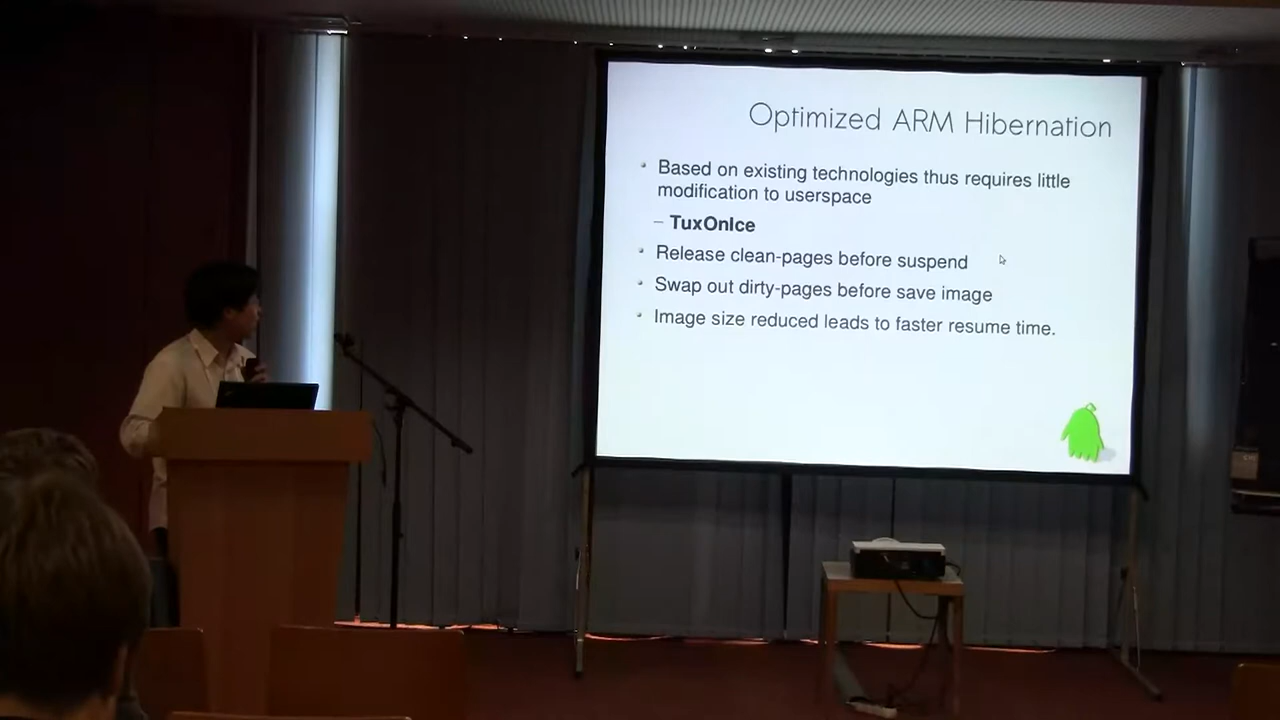 Optimized ARM Hibernation
• Based on existing technologies thus requires little
modification to userspace
– TuxOnIce
• Release clean-pages before suspend
• Swap out dirty-pages before save image
• Image size reduced leads to faster resume time.